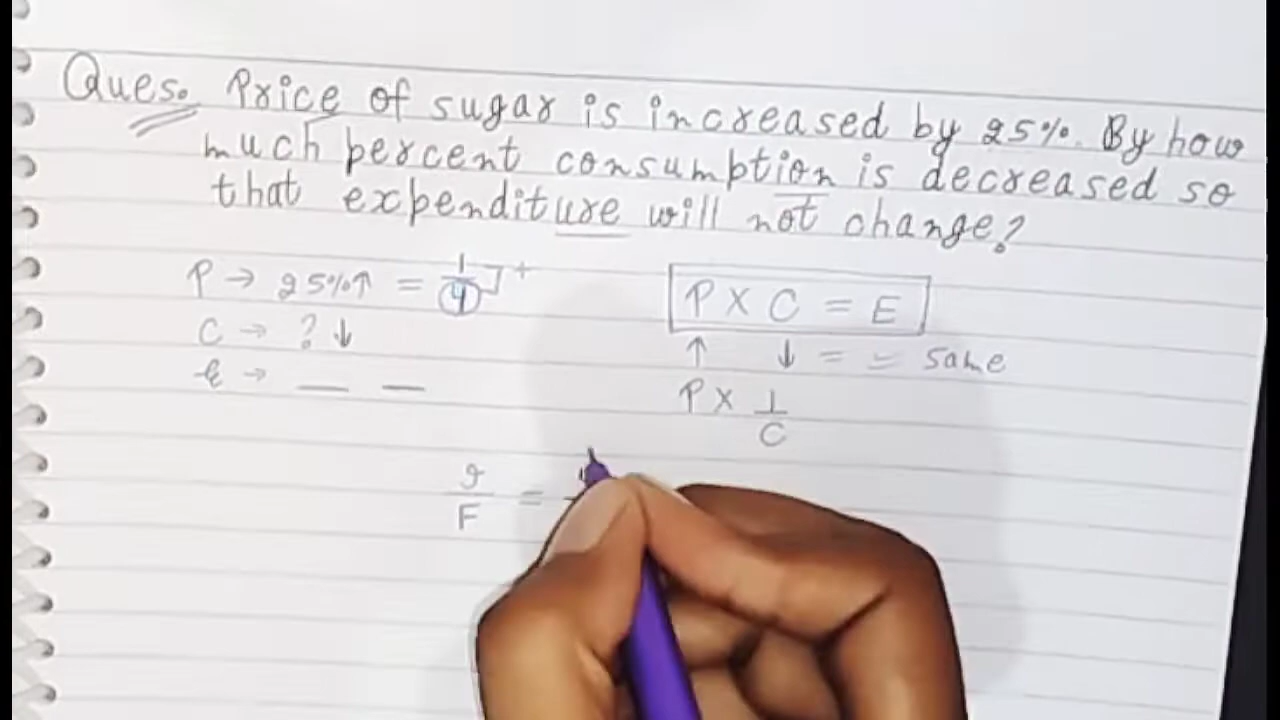 Ques. Price of sugar is increased by 25%. By how
much percent consumption is decreased so
that expenditure will not change?
P → 25%↑ = 1/4 +
C → ? ↓
E → — —
P X C = E
↑ ↓ = = same
P X 1/C
I/F =